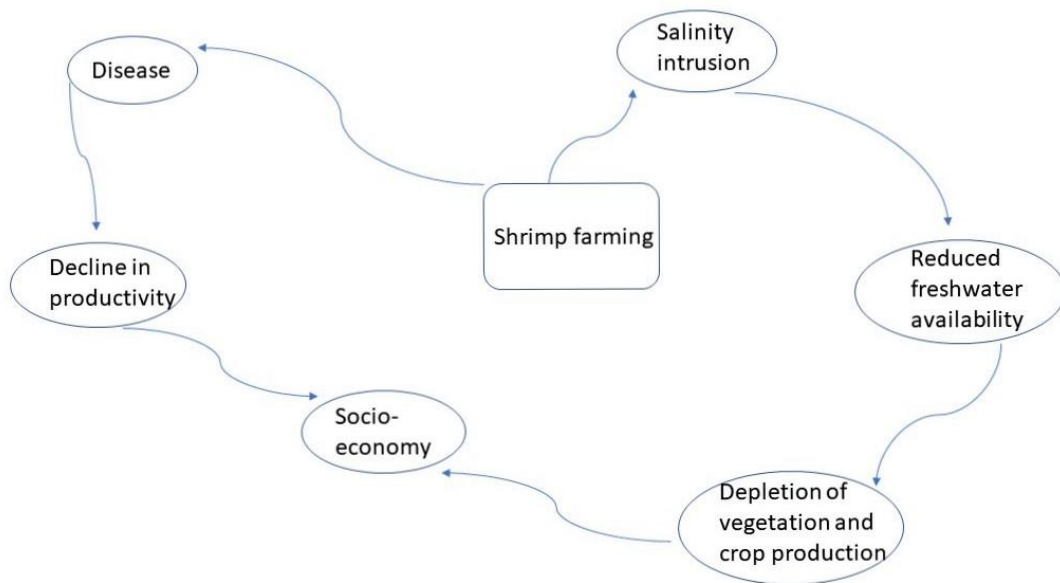 Salinity
intrusion
Disease
Shrimp farming
Decline in
productivity
Reduced
freshwater
availability
Socio-
economy
Depletion of
vegetation and
crop production